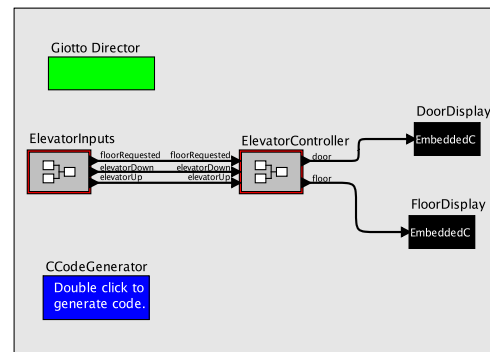 Giotto Director
DoorDisplay
EmbeddedC
ElevatorInputs
ElevatorController
floorRequested
floorRequested
door
elevatorDown
elevatorDown
elevatorUp
elevatorUp
floor
FloorDisplay
EmbeddedC
CCodeGenerator
Double click to
generate code.